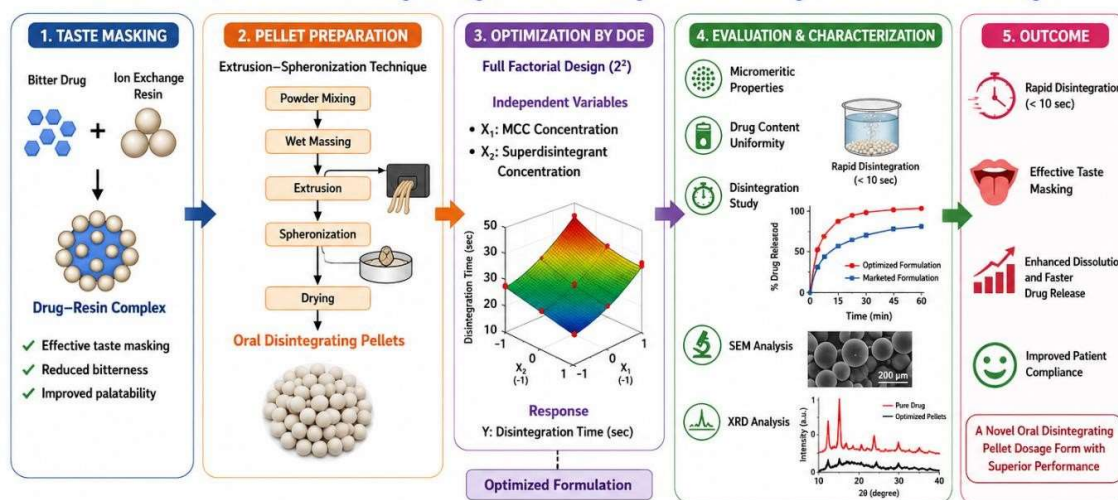 1. TASTE MASKING
Bitter Drug
Ion Exchange
Resin
+
Drug–Resin Complex
✓ Effective taste masking
✓ Reduced bitterness
✓ Improved palatability
2. PELLET PREPARATION
Extrusion–Spheronization Technique
Powder Mixing
Wet Massing
Extrusion
Spheronization
Drying
Oral Disintegrating Pellets
3. OPTIMIZATION BY DOE
Full Factorial Design (2²)
Independent Variables
• X₁: MCC Concentration
• X₂: Superdisintegrant
Concentration
Disintegration Time (sec)
50
30
30
20
10
-1
0
1
X₂
(-1)
-1
0
1
X₁
(-1)
Response
Y: Disintegration Time (sec)
Optimized Formulation
4. EVALUATION & CHARACTERIZATION
Micromeritic
Properties
Drug Content
Uniformity
Rapid Disintegration
(< 10 sec)
Disintegration
Study
% Drug Released
100
50
0
Optimized Formulation
Marketed Formulation
0 15 30 45 60
Time (min)
SEM Analysis
200 µm
XRD Analysis
Intensity (a.u.)
Pure Drug
Optimized Pellets
10 20 30 40
2θ (degree)
5. OUTCOME
Rapid Disintegration
(< 10 sec)
Effective Taste
Masking
Enhanced Dissolution
and Faster
Drug Release
Improved Patient
Compliance
A Novel Oral Disintegrating
Pellet Dosage Form with
Superior Performance